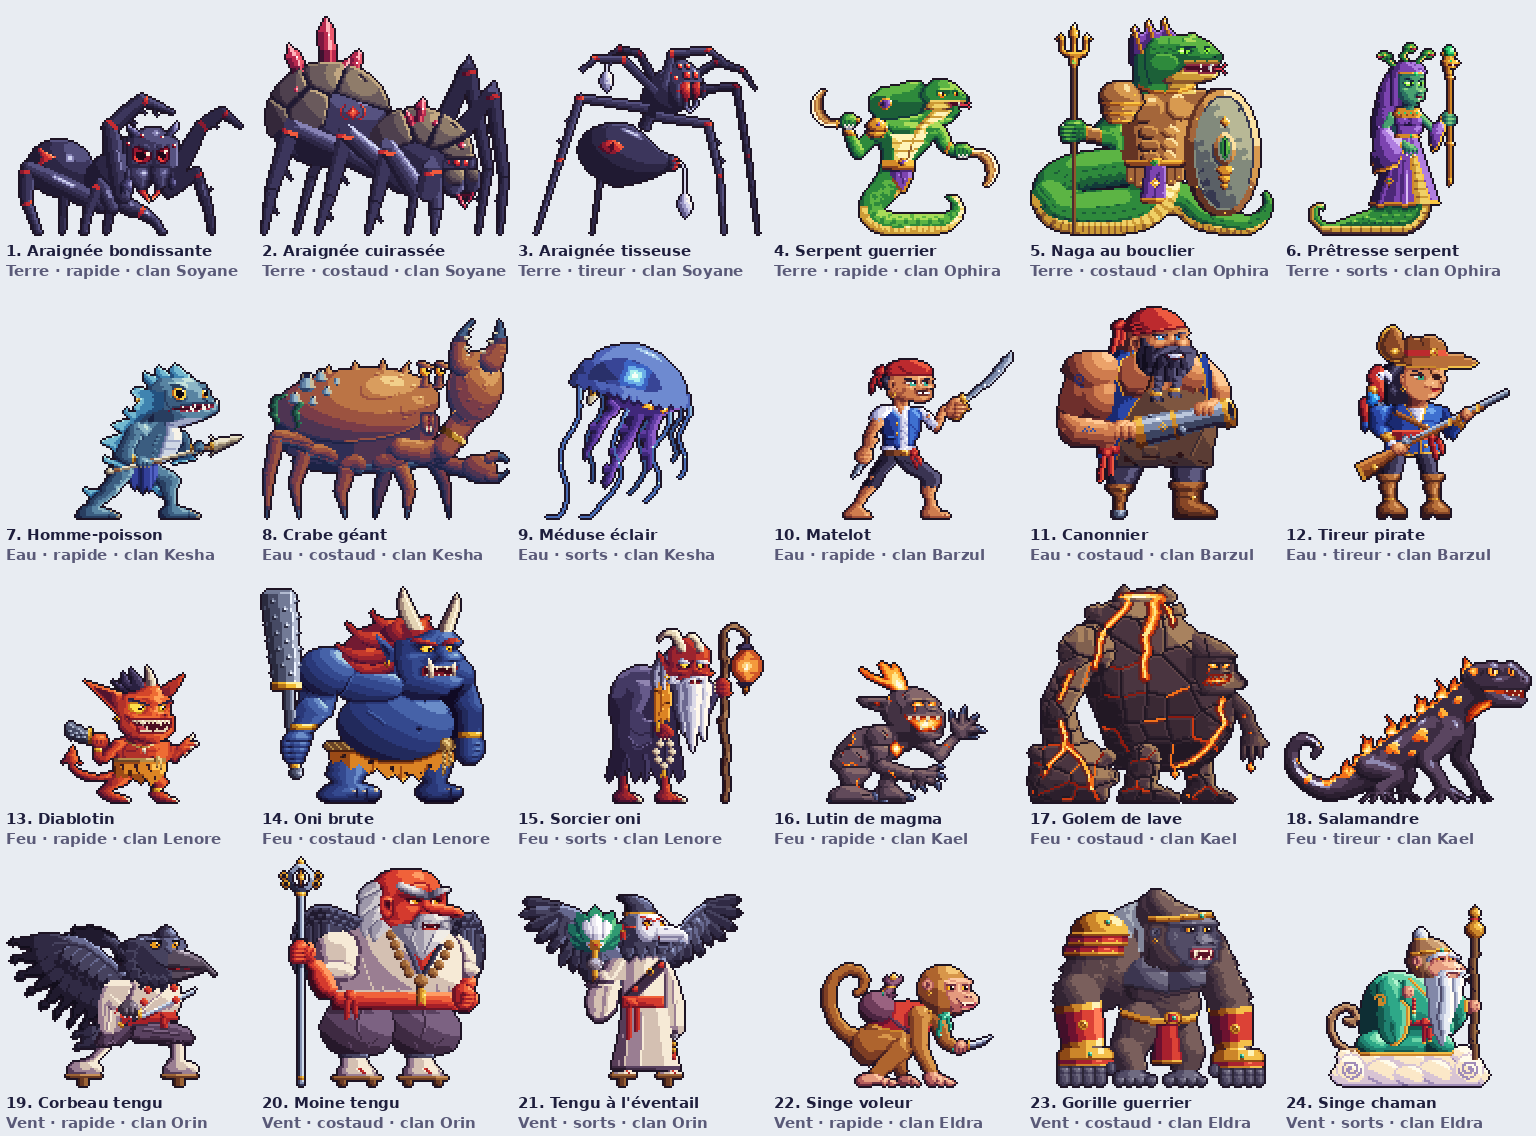 1. Araignée bondissante
Terre · rapide · clan Soyane
2. Araignée cuirassée
Terre · costaud · clan Soyane
3. Araignée tisseuse
Terre · tireur · clan Soyane
4. Serpent guerrier
Terre · rapide · clan Ophira
5. Naga au bouclier
Terre · costaud · clan Ophira
6. Prêtresse serpent
Terre · sorts · clan Ophira
7. Homme-poisson
Eau · rapide · clan Kesha
8. Crabe géant
Eau · costaud · clan Kesha
9. Méduse éclair
Eau · sorts · clan Kesha
10. Matelot
Eau · rapide · clan Barzul
11. Canonnier
Eau · costaud · clan Barzul
12. Tireur pirate
Eau · tireur · clan Barzul
13. Diablotin
Feu · rapide · clan Lenore
14. Oni brute
Feu · costaud · clan Lenore
15. Sorcier oni
Feu · sorts · clan Lenore
16. Lutin de magma
Feu · rapide · clan Kael
17. Golem de lave
Feu · costaud · clan Kael
18. Salamandre
Feu · tireur · clan Kael
19. Corbeau tengu
Vent · rapide · clan Orin
20. Moine tengu
Vent · costaud · clan Orin
21. Tengu à l'éventail
Vent · sorts · clan Orin
22. Singe voleur
Vent · rapide · clan Eldra
23. Gorille guerrier
Vent · costaud · clan Eldra
24. Singe chaman
Vent · sorts · clan Eldra